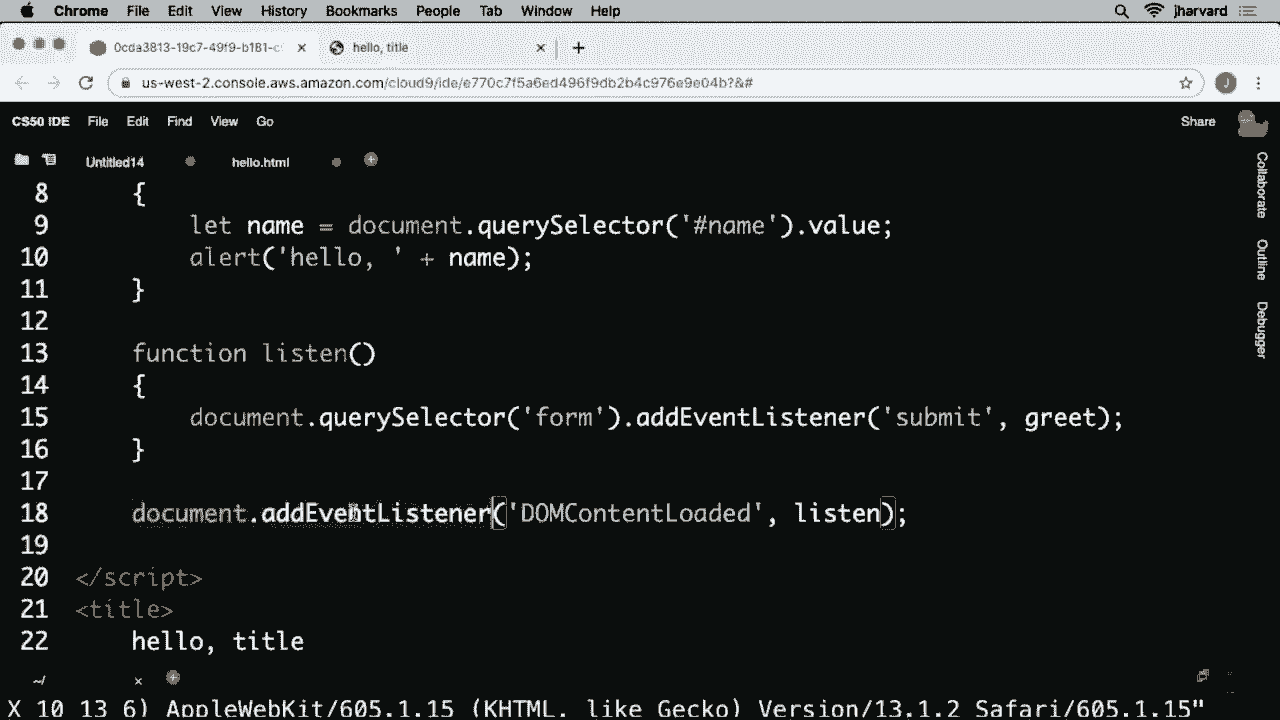 Chrome File Edit View History Bookmarks People Tab Window Help jharvard
hello, title
us-west-2.console.aws.amazon.com/cloud9/ide/e770c7f5a6ed496f9db2b4c976e9e04b?&# J
CS50 IDE File Edit Find View Go Share
Untitled14 hello.html
Collaborate
Outline
Debugger
8 {
9 let name = document.querySelector('#name').value;
10 alert('hello, ' + name);
11 }
12
13 function listen()
14 {
15 document.querySelector('form').addEventListener('submit', greet);
16 }
17
18 document.addEventListener('DOMContentLoaded', listen);
19
20 </script>
21 <title>
22 hello, title
~/
X 10 13 6) AppleWebKit/605.1.15 (KHTML, like Gecko) Version/13.1.2 Safari/605.1.15"